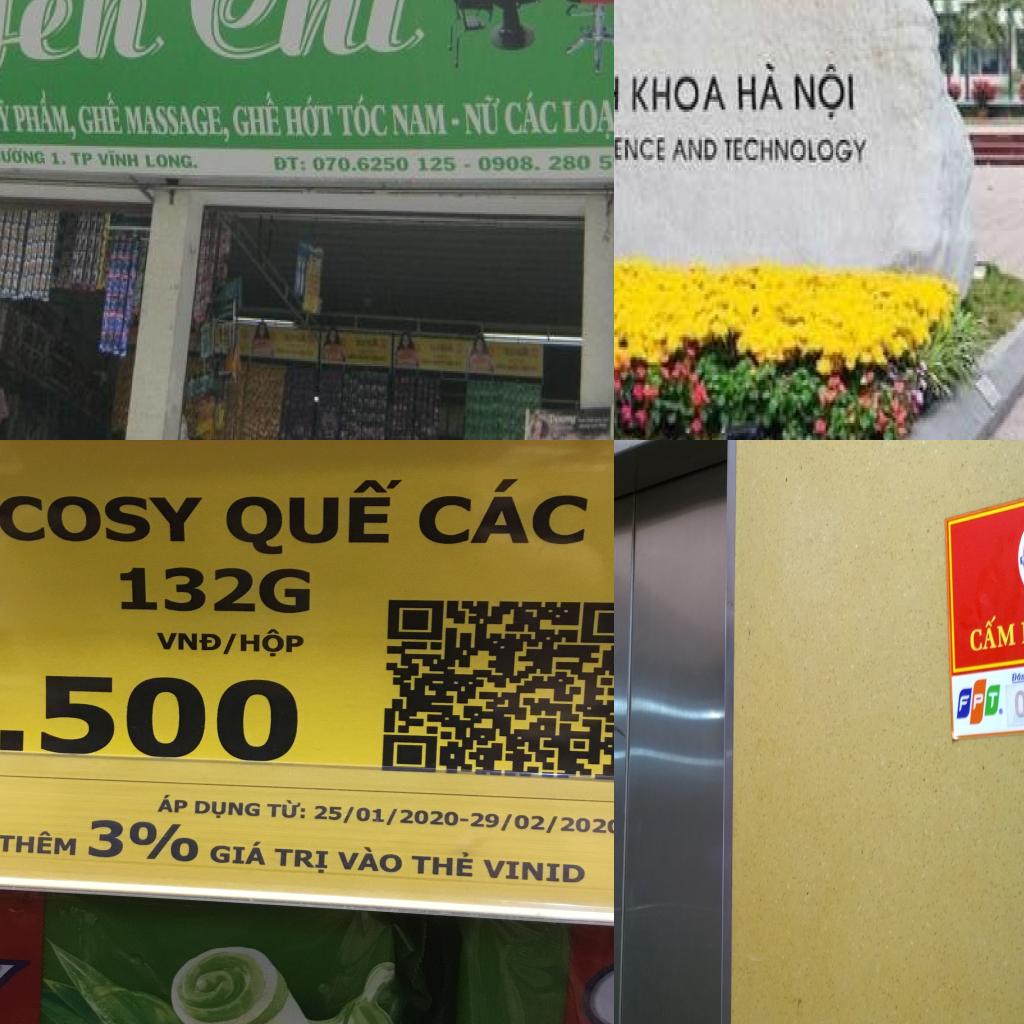 Chi
PHẨM, GHẾ MASSAGE, GHẾ HỚT TÓC NAM - NỮ CÁC LOẠ
ƯỜNG 1. TP VĨNH LONG. ĐT: 070.6250 125 - 0908. 280 5
KHOA HÀ NỘI
ENCE AND TECHNOLOGY
COSY QUẾ CÁC
132G
VNĐ/HỘP
.500
ÁP DỤNG TỪ: 25/01/2020-29/02/2020
THÊM 3% GIÁ TRỊ VÀO THẺ VINID
CẤM
FPT